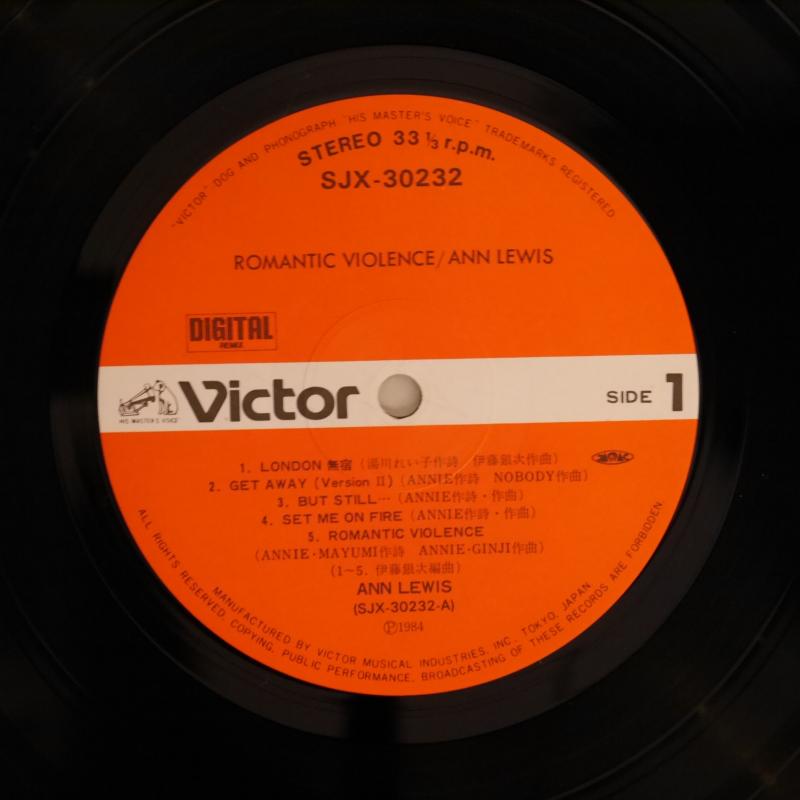 "VICTOR" DOG AND PHONOGRAPH "HIS MASTER'S VOICE" TRADEMARKS REGISTERED
STEREO 33 1/3 r.p.m.
SJX-30232
ROMANTIC VIOLENCE/ANN LEWIS
DIGITAL
REMIX
HIS MASTER'S VOICE
Victor
SIDE 1
1. LONDON 無宿 (湯川れい子作詩 伊藤銀次作曲)
2. GET AWAY (Version II) (ANNIE作詩 NOBODY作曲)
3. BUT STILL… (ANNIE作詩・作曲)
4. SET ME ON FIRE (ANNIE作詩・作曲)
5. ROMANTIC VIOLENCE
(ANNIE・MAYUMI作詩 ANNIE・GINJI作曲)
(1〜5. 伊藤銀次編曲)
ANN LEWIS
(SJX-30232-A)
Ⓟ1984
MANUFACTURED BY VICTOR MUSICAL INDUSTRIES, INC. TOKYO, JAPAN
ALL RIGHTS RESERVED. COPYING, PUBLIC PERFORMANCE, BROADCASTING OF THESE RECORDS ARE FORBIDDEN.